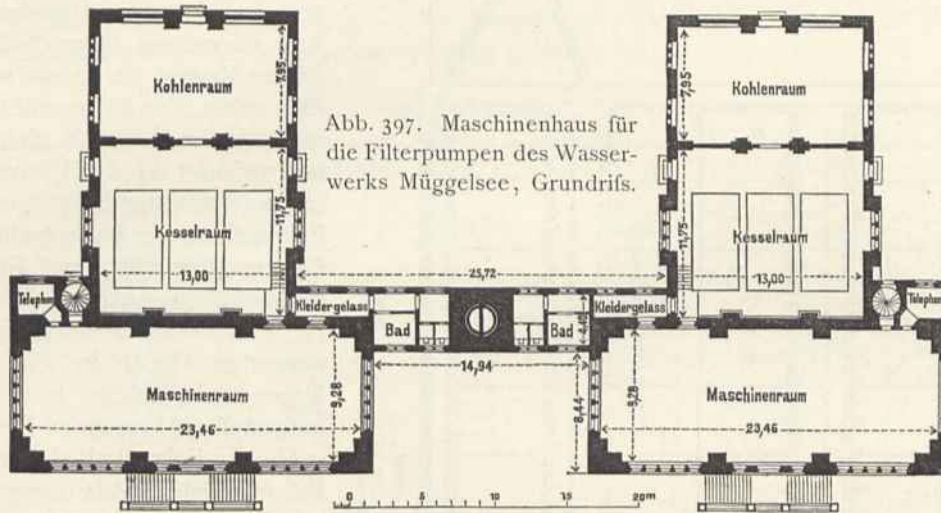 Kohlenraum
7,95
Kohlenraum
7,95
Abb. 397. Maschinenhaus für
die Filterpumpen des Wasser-
werks Müggelsee, Grundriſs.
Kesselraum
11,75
13,00
Kesselraum
11,75
13,00
25,72
Telephon
Kleidergelass
Bad
Bad
4,40
Kleidergelass
Telephon
14,94
8,44
Maschinenraum
9,28
23,46
Maschinenraum
9,28
23,46
0 5 10 15 20m